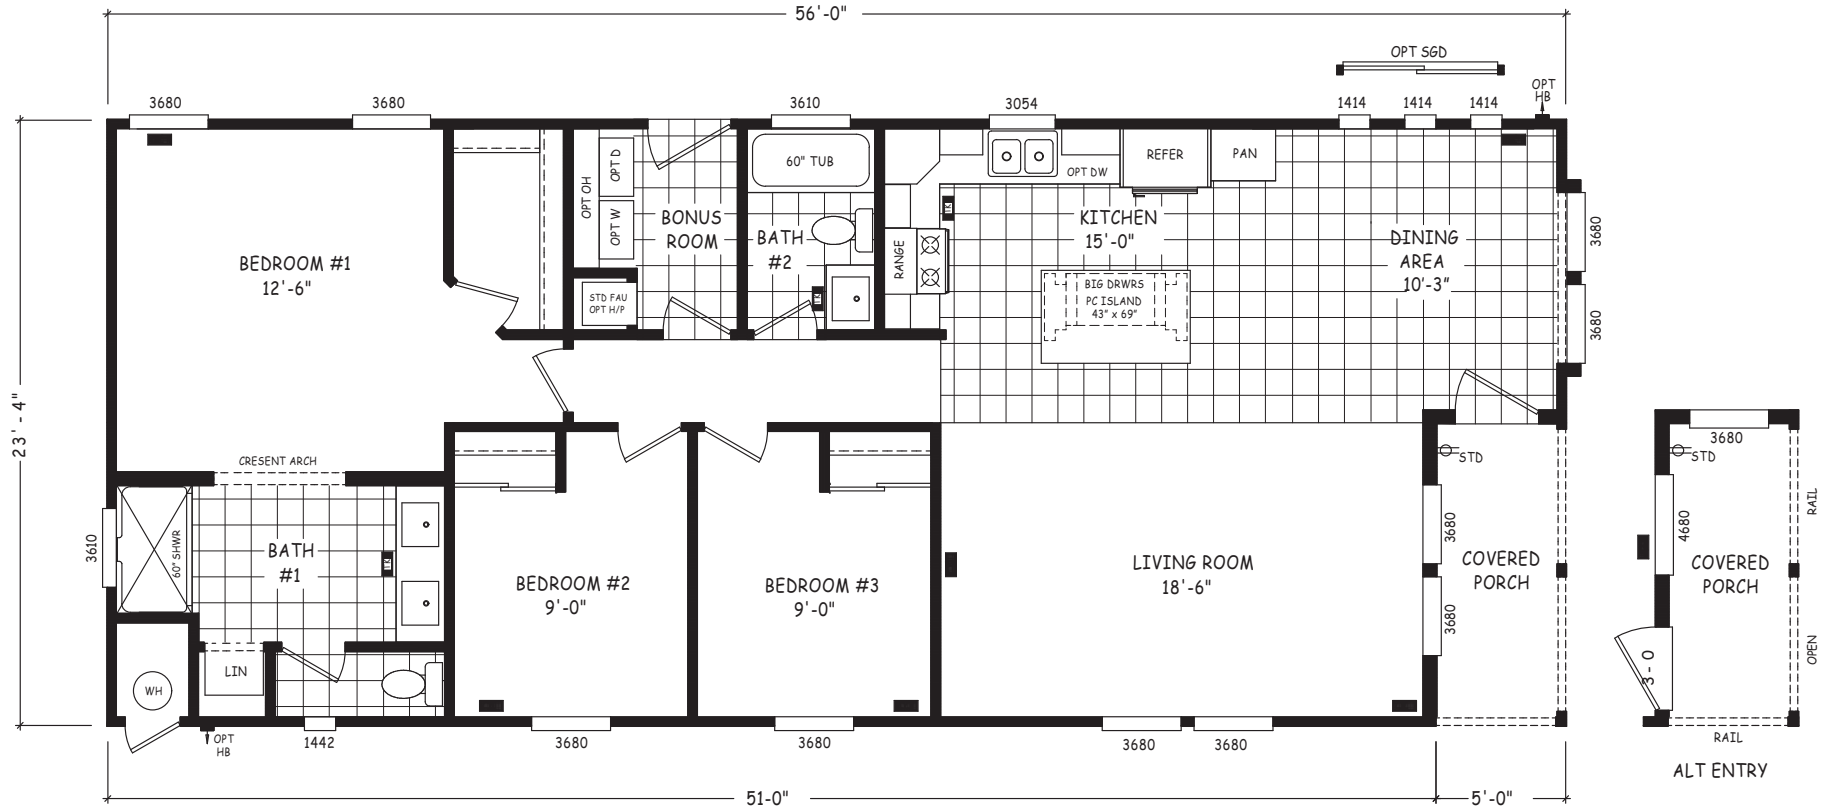 56'-0"
OPT SGD
3680
3680
3610
3054
1414
1414
1414
OPT
HB
23'-4"
BEDROOM #1
12'-6"
OPT OH
OPT D
OPT W
BONUS
ROOM
STD FAU
OPT H/P
60" TUB
BATH
#2
TK
RANGE
TK
OPT DW
REFER
PAN
KITCHEN
15'-0"
BIG DRWRS
PC ISLAND
43" x 69"
DINING
AREA
10'-3"
3680
3680
CRESENT ARCH
3610
60" SHWR
BATH
#1
TK
WH
LIN
BEDROOM #2
9'-0"
BEDROOM #3
9'-0"
LIVING ROOM
18'-6"
STD
3680
3680
COVERED
PORCH
OPT
HB
1442
3680
3680
3680
3680
51-0"
5'-0"
3680
STD
4680
COVERED
PORCH
RAIL
OPEN
3-0
RAIL
ALT ENTRY